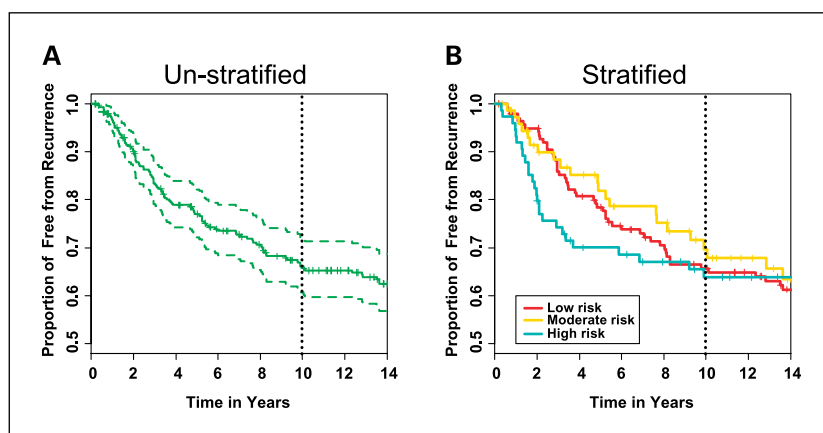 A
Un-stratified
Proportion of Free from Recurrence
1.0
0.9
0.8
0.7
0.6
0.5
0 2 4 6 8 10 12 14
Time in Years
B
Stratified
Proportion of Free from Recurrence
1.0
0.9
0.8
0.7
0.6
0.5
Low risk
Moderate risk
High risk
0 2 4 6 8 10 12 14
Time in Years